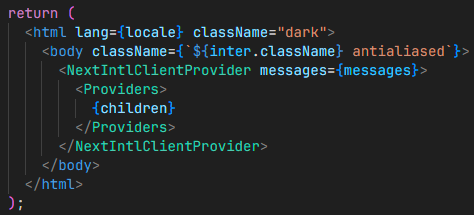 return (
<html lang={locale} className="dark">
<body className={`${inter.className} antialiased`}>
<NextIntlClientProvider messages={messages}>
<Providers>
{children}
</Providers>
</NextIntlClientProvider>
</body>
</html>
);